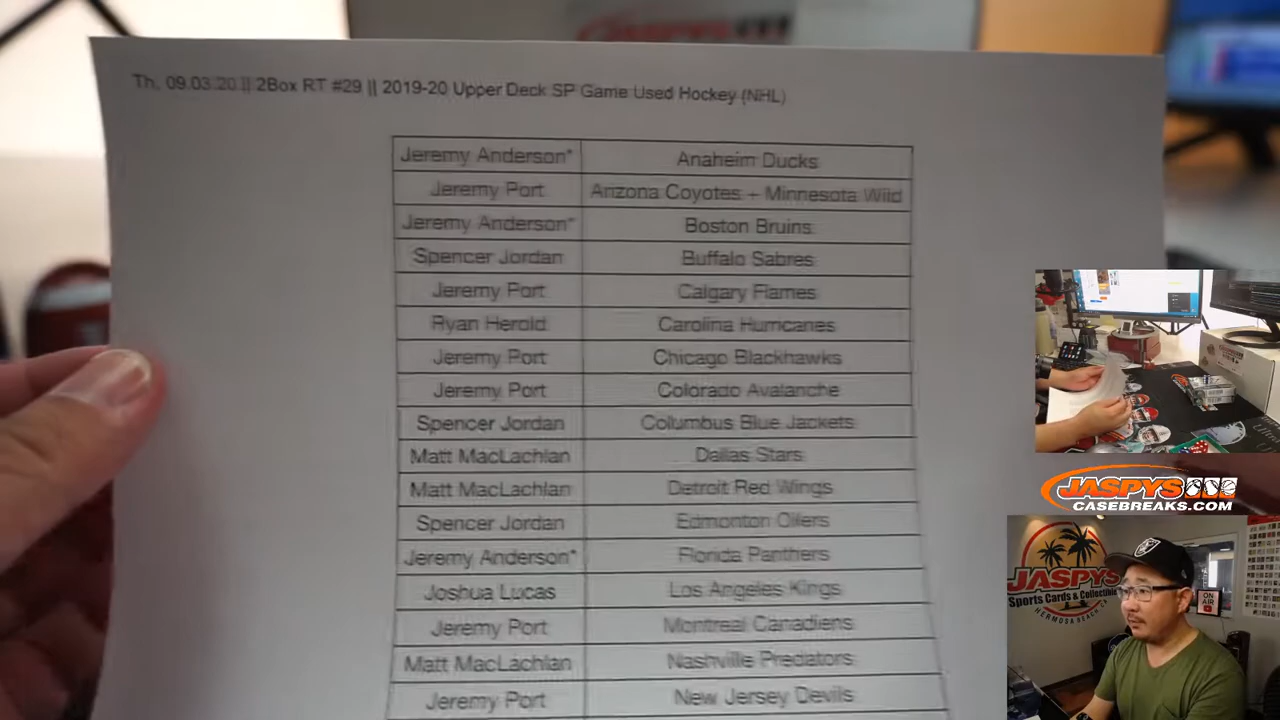 Th, 09.03.20 || 2Box RT #29 || 2019-20 Upper Deck SP Game Used Hockey (NHL)
Jeremy Anderson* Anaheim Ducks
Jeremy Port Arizona Coyotes + Minnesota Wild
Jeremy Anderson* Boston Bruins
Spencer Jordan Buffalo Sabres
Jeremy Port Calgary Flames
Ryan Herold Carolina Hurricanes
Jeremy Port Chicago Blackhawks
Jeremy Port Colorado Avalanche
Spencer Jordan Columbus Blue Jackets
Matt MacLachlan Dallas Stars
Matt MacLachlan Detroit Red Wings
Spencer Jordan Edmonton Oilers
Jeremy Anderson* Florida Panthers
Joshua Lucas Los Angeles Kings
Jeremy Port Montreal Canadiens
Matt MacLachlan Nashville Predators
Jeremy Port New Jersey Devils
JASPYS
CASEBREAKS.COM
JASPYS
Sports Cards & Collectibles
HERMOSA BEACH
ON AIR